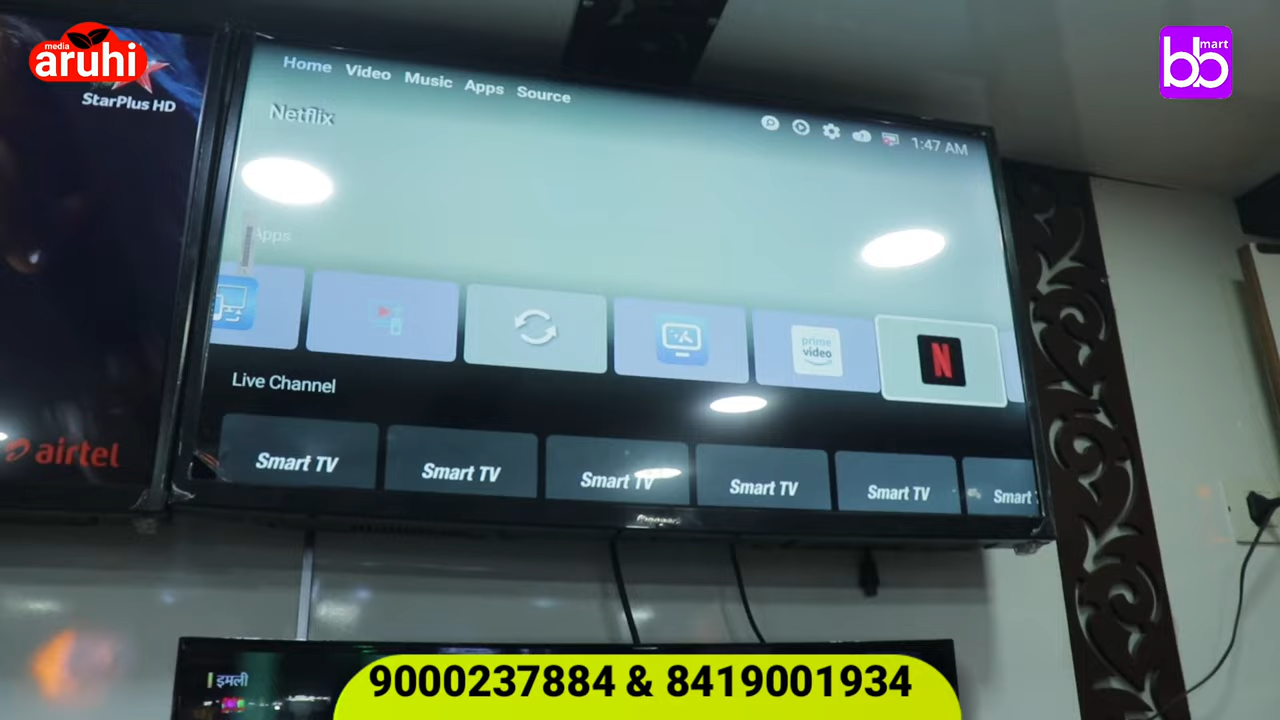 media
aruhi
StarPlus HD
bb mart
Home Video Music Apps Source
Netflix
1:47 AM
Apps
prime video
N
Live Channel
Smart TV Smart TV Smart TV Smart TV Smart TV Smart
airtel
इमली
9000237884 & 8419001934